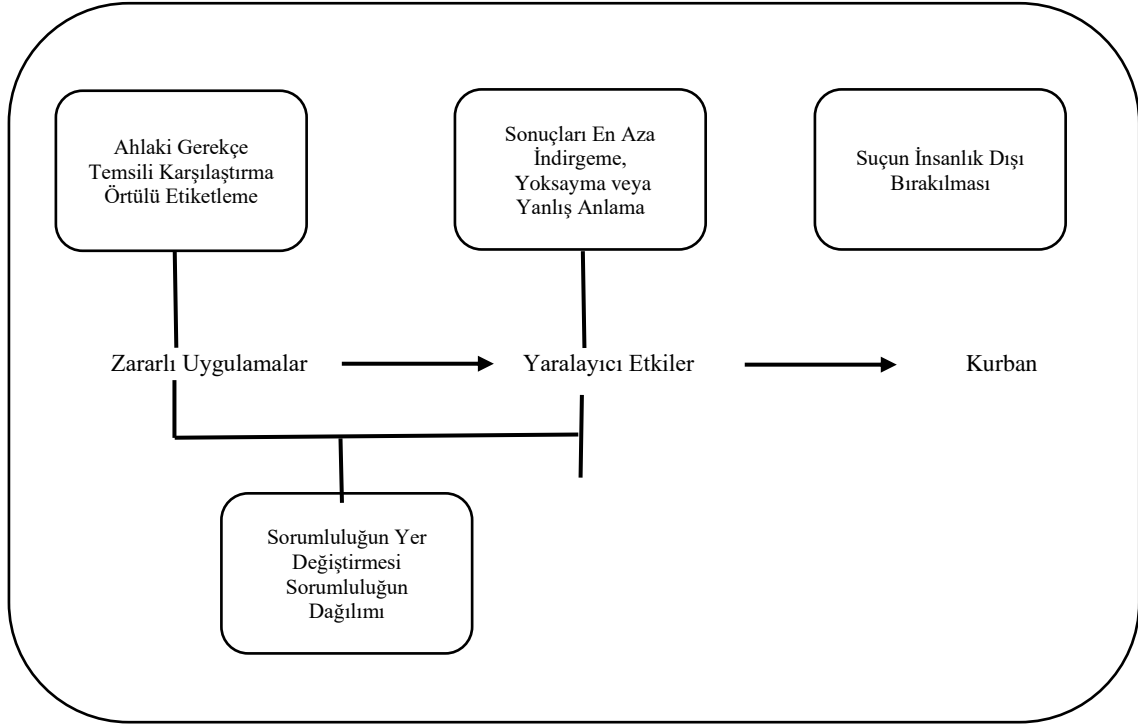 Ahlaki Gerekçe
Temsili Karşılaştırma
Örtülü Etiketleme
Sonuçları En Aza
İndirgeme,
Yoksayma veya
Yanlış Anlama
Suçun İnsanlık Dışı
Bırakılması
Zararlı Uygulamalar
Yaralayıcı Etkiler
Kurban
Sorumluluğun Yer
Değiştirmesi
Sorumluluğun
Dağılımı